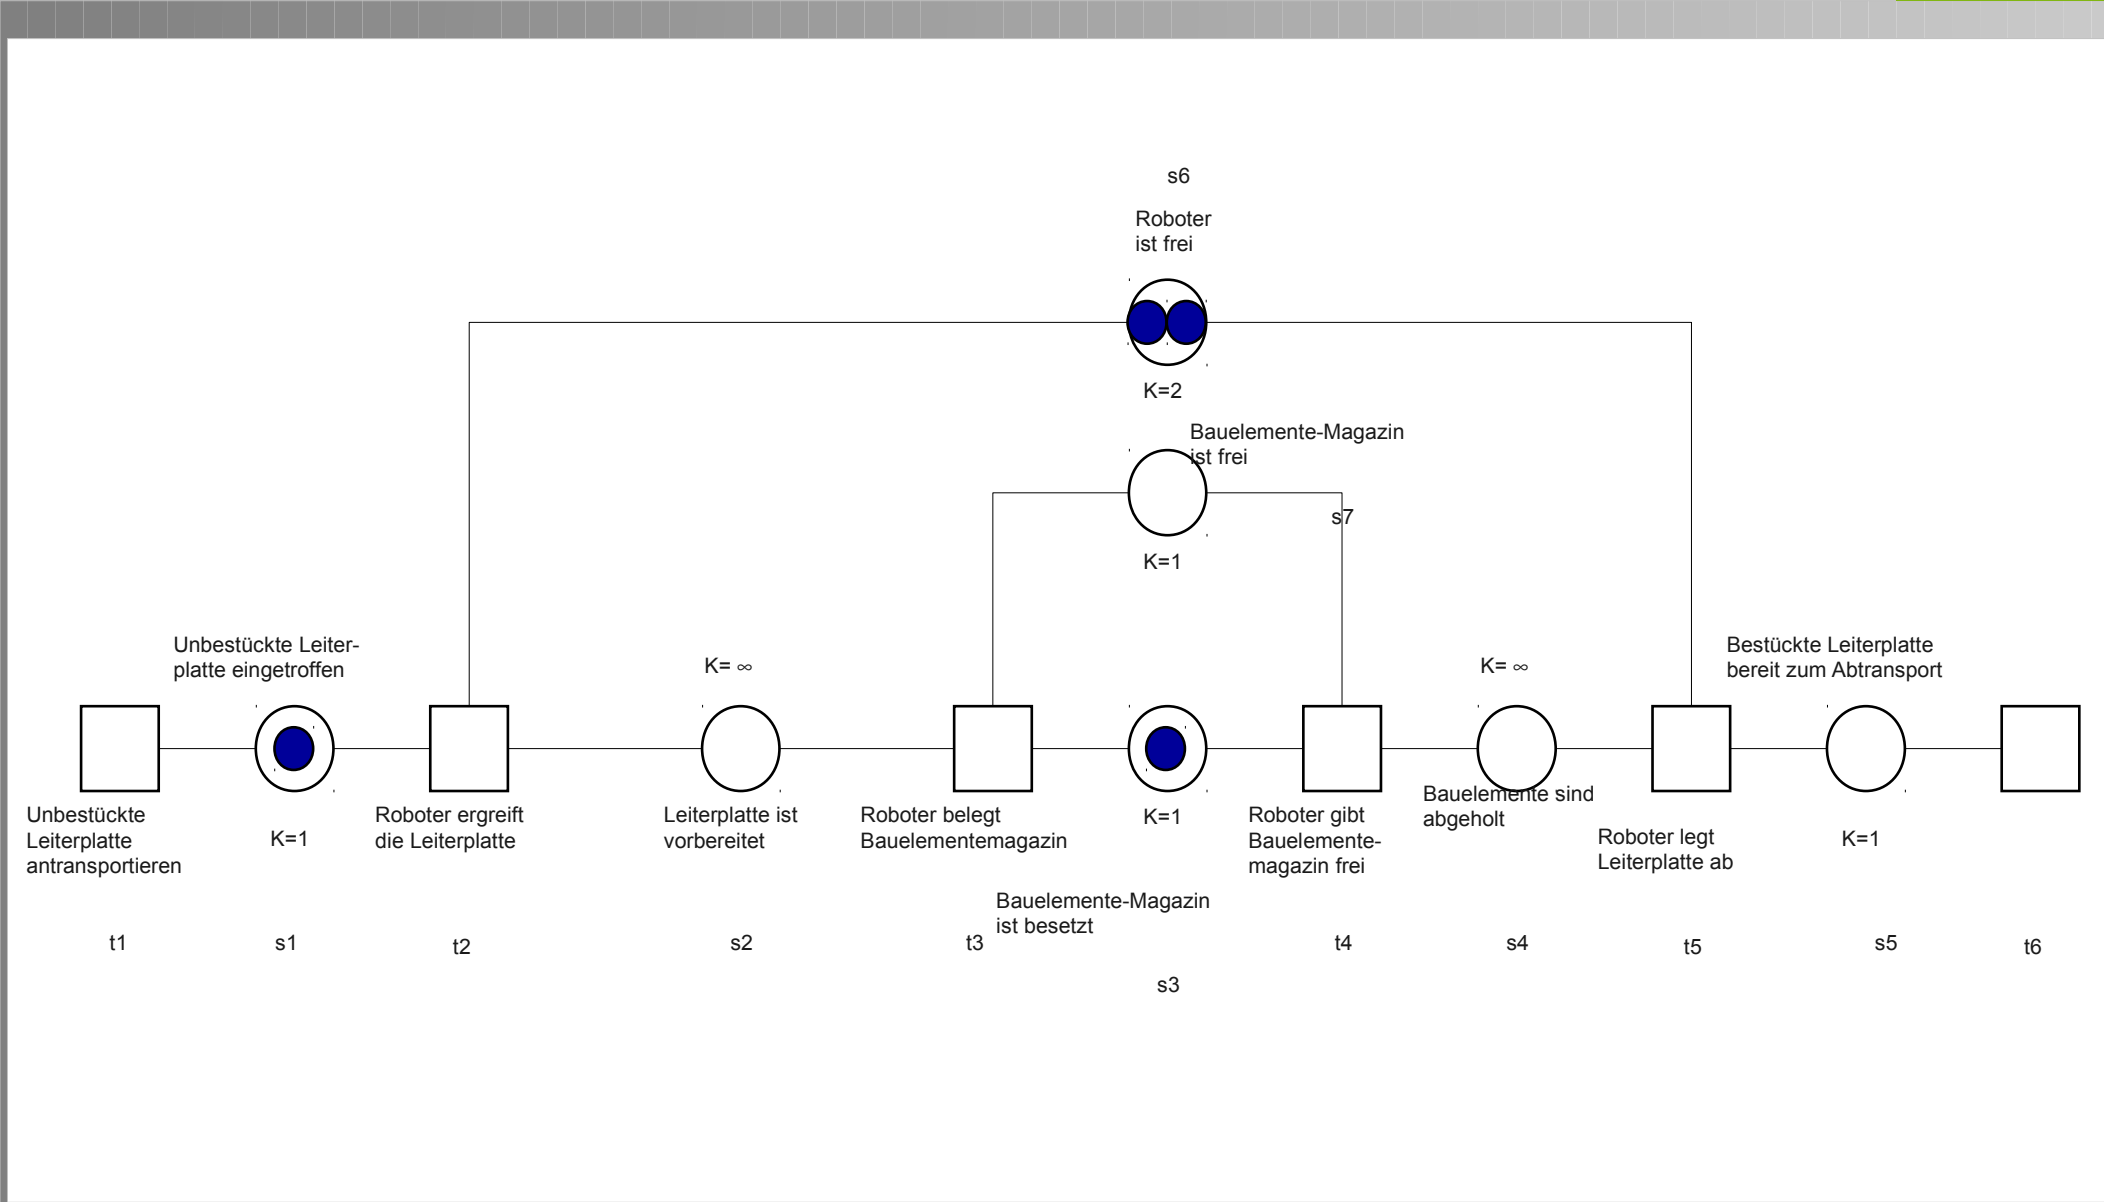 s6
Roboter
ist frei
K=2
Bauelemente-Magazin
ist frei
s7
K=1
Unbestückte Leiter-
platte eingetroffen
K= ∞
K= ∞
Bestückte Leiterplatte
bereit zum Abtransport
Unbestückte
Leiterplatte
antransportieren
K=1
Roboter ergreift
die Leiterplatte
Leiterplatte ist
vorbereitet
Roboter belegt
Bauelementemagazin
K=1
Roboter gibt
Bauelemente-
magazin frei
Bauelemente sind
abgeholt
Roboter legt
Leiterplatte ab
K=1
Bauelemente-Magazin
ist besetzt
t1
s1
t2
s2
t3
t4
s4
t5
s5
t6
s3